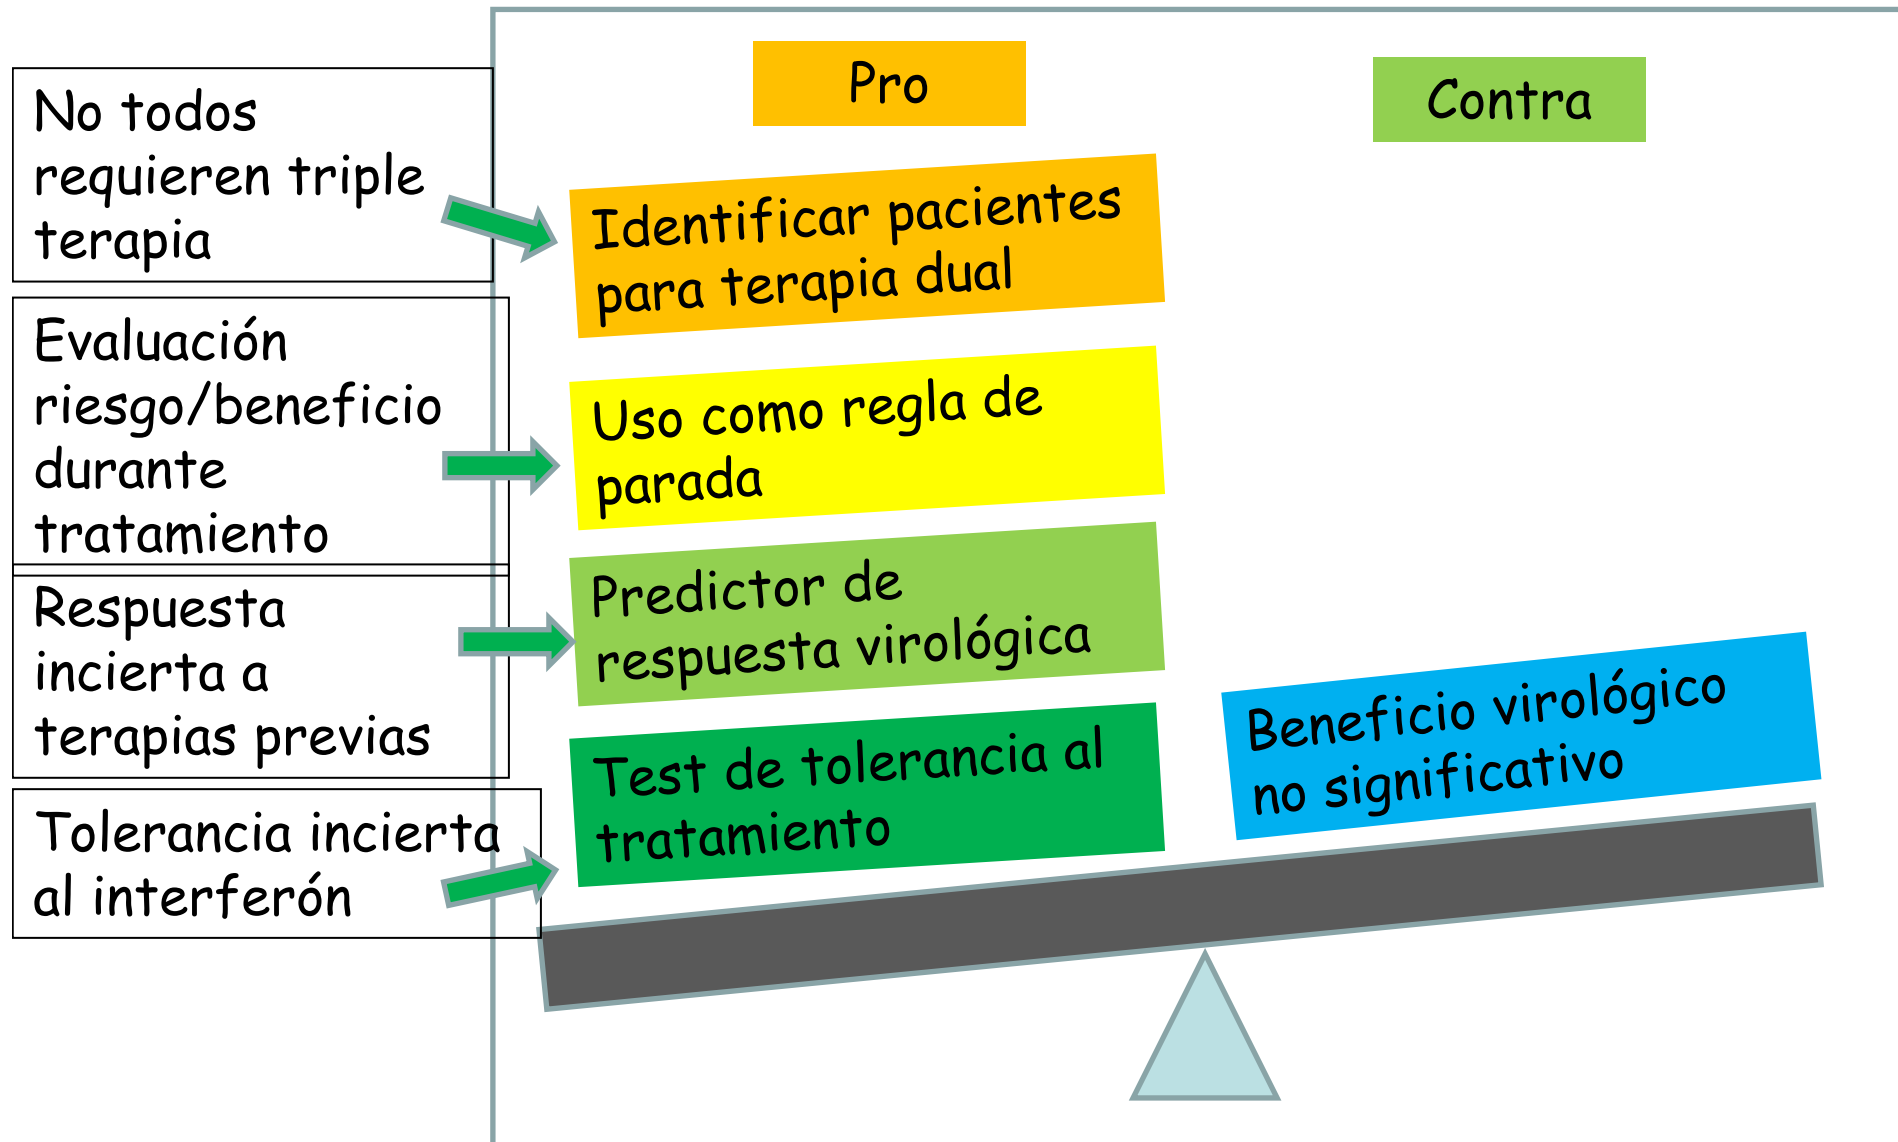 Pro
Contra
No todos
requieren triple
terapia
Identificar pacientes
para terapia dual
Evaluación
riesgo/beneficio
durante
tratamiento
Uso como regla de
parada
Respuesta
incierta a
terapias previas
Predictor de
respuesta virológica
Tolerancia incierta
al interferón
Test de tolerancia al
tratamiento
Beneficio virológico
no significativo